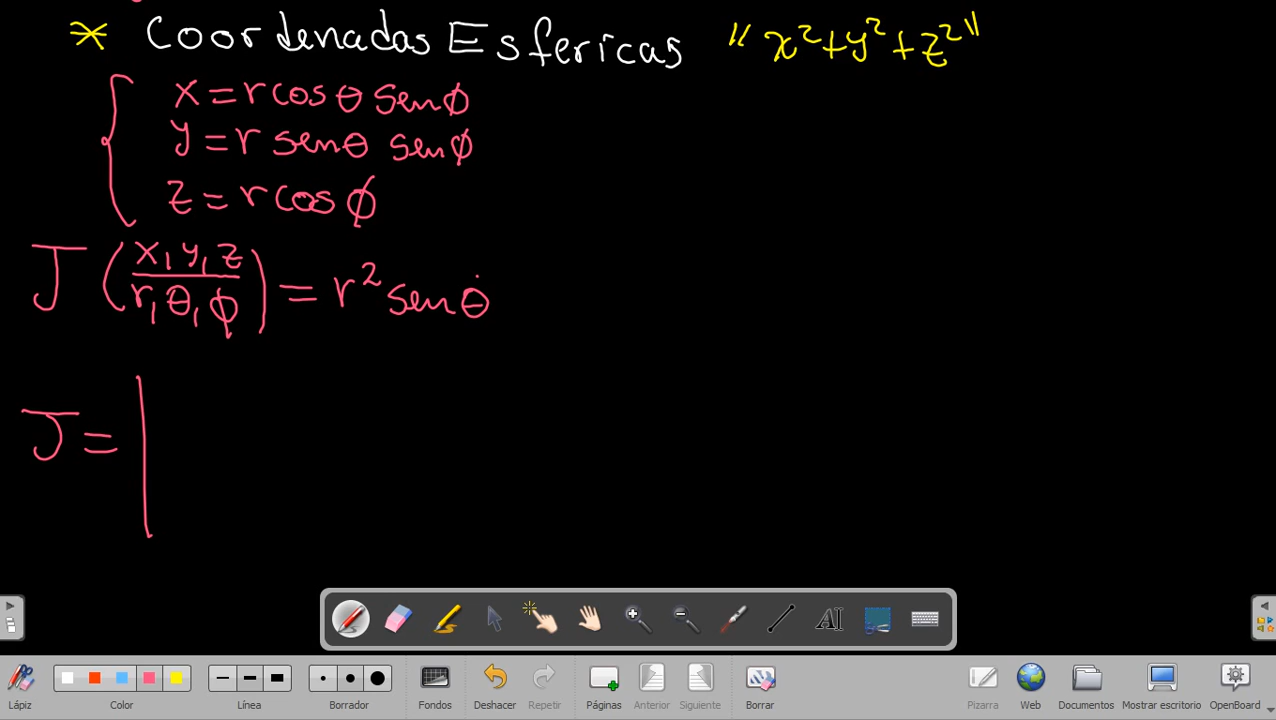 * Coordenadas Esfericas "x²+y²+z²"
x = r cos θ sen ϕ
y = r sen θ sen ϕ
z = r cos ϕ
J (x, y, z / r, θ, ϕ) = r² sen θ
J = |
Lápiz Color Línea Borrador Fondos Deshacer Repetir Páginas Anterior Siguiente Borrar Pizarra Web Documentos Mostrar escritorio OpenBoard